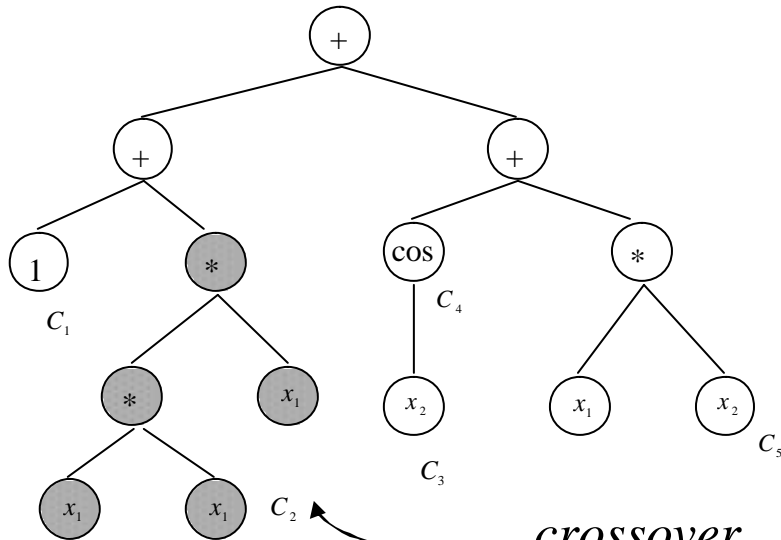 +
+ +
1 * cos *
C₁ C₄
* x₁ x₂ x₁ x₂
C₃ C₅
x₁ x₁ C₂
crossover